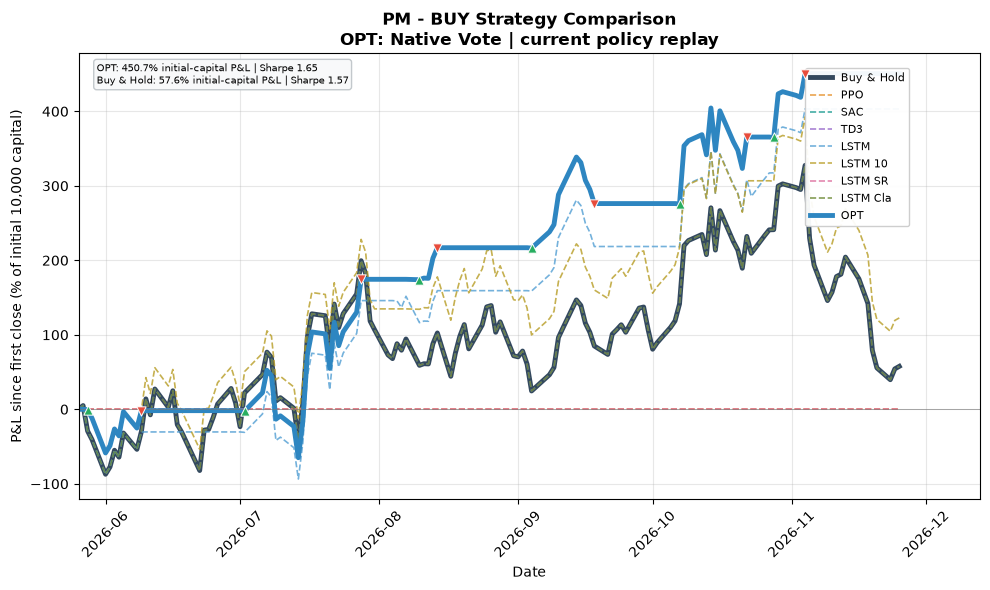 PM - BUY Strategy Comparison
OPT: Native Vote | current policy replay
OPT: 450.7% initial-capital P&L | Sharpe 1.65
Buy & Hold: 57.6% initial-capital P&L | Sharpe 1.57
Buy & Hold
PPO
SAC
TD3
LSTM
LSTM 10
LSTM SR
LSTM Cla
OPT
P&L since first close (% of initial 10,000 capital)
400
300
200
100
0
−100
2026-06
2026-07
2026-08
2026-09
2026-10
2026-11
2026-12
Date